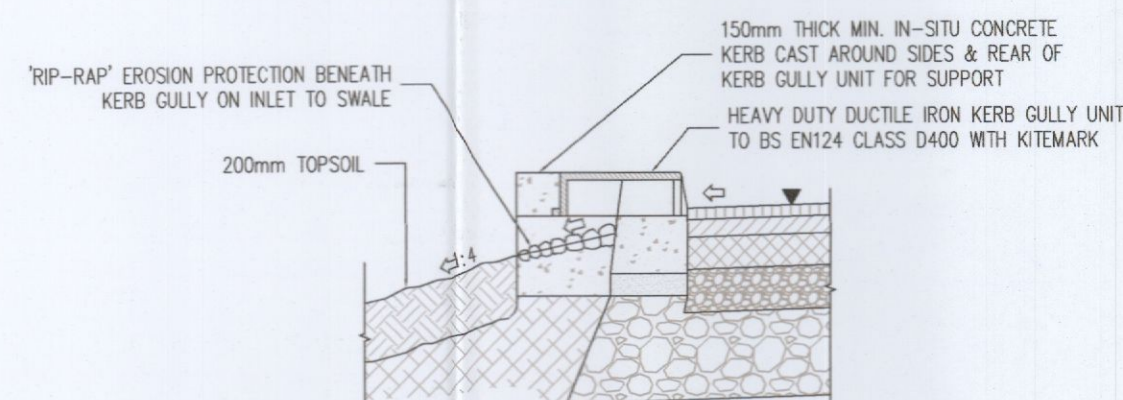 150mm THICK MIN. IN-SITU CONCRETE
KERB CAST AROUND SIDES & REAR OF
KERB GULLY UNIT FOR SUPPORT
'RIP-RAP' EROSION PROTECTION BENEATH
KERB GULLY ON INLET TO SWALE
HEAVY DUTY DUCTILE IRON KERB GULLY UNIT
TO BS EN124 CLASS D400 WITH KITEMARK
200mm TOPSOIL
1:4